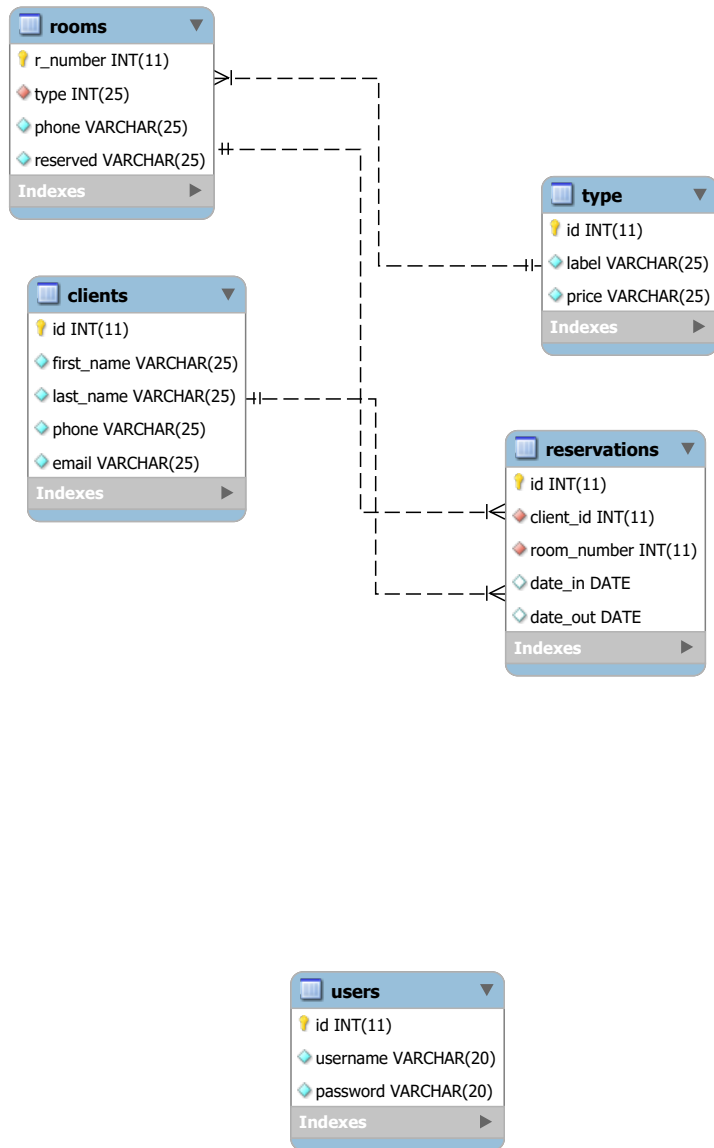 rooms
r_number INT(11)
type INT(25)
phone VARCHAR(25)
reserved VARCHAR(25)
Indexes
type
id INT(11)
label VARCHAR(25)
price VARCHAR(25)
Indexes
clients
id INT(11)
first_name VARCHAR(25)
last_name VARCHAR(25)
phone VARCHAR(25)
email VARCHAR(25)
Indexes
reservations
id INT(11)
client_id INT(11)
room_number INT(11)
date_in DATE
date_out DATE
Indexes
users
id INT(11)
username VARCHAR(20)
password VARCHAR(20)
Indexes